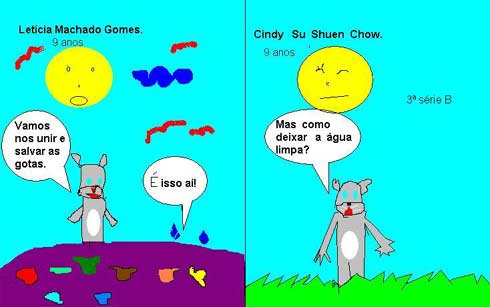 Letícia Machado Gomes.
9 anos
Vamos
nos unir e
salvar as
gotas.
É isso aí!
Cindy Su Shuen Chow.
9 anos
3ª série B
Mas como
deixar a água
limpa?